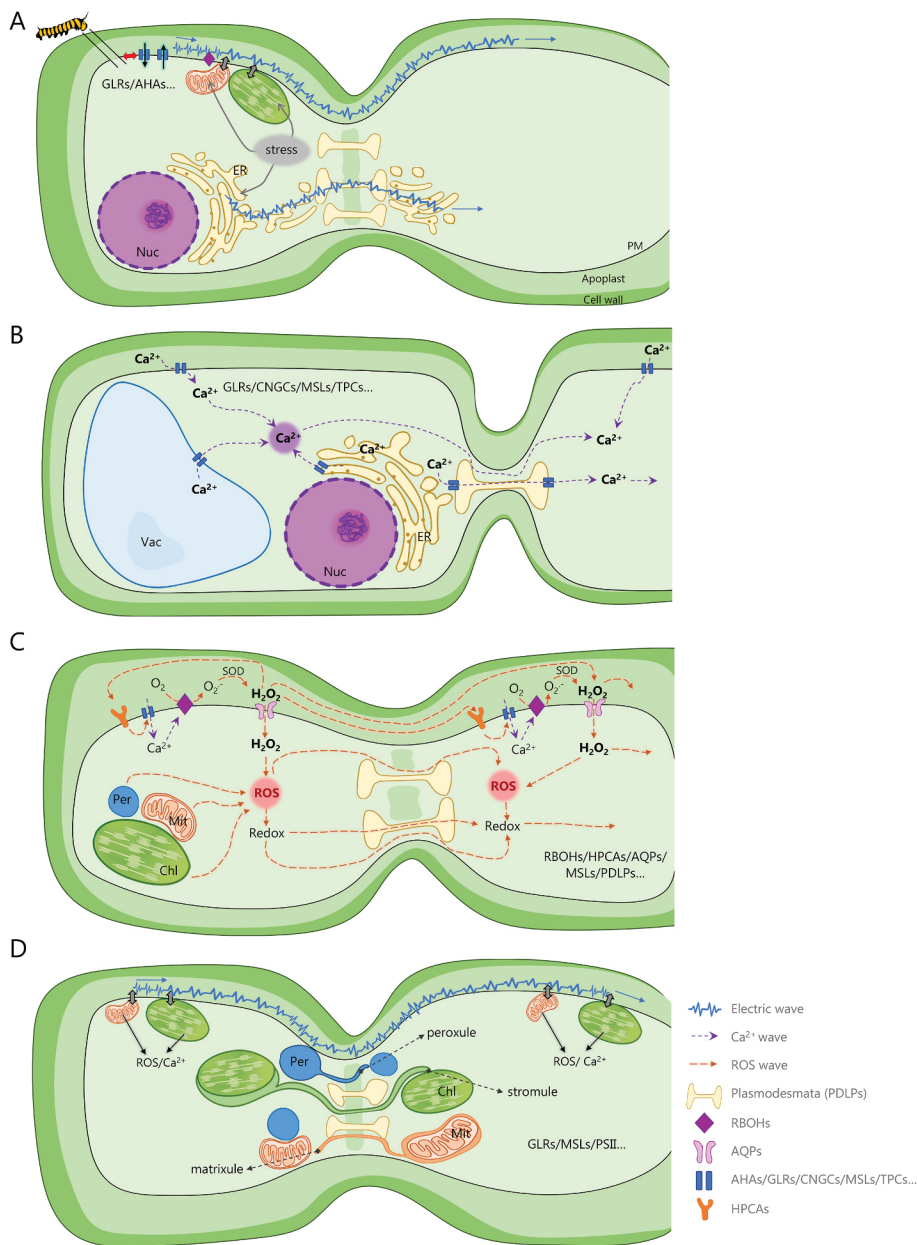 A
GLRs/AHAs...
stress
ER
Nuc
PM
Apoplast
Cell wall
B
Ca²⁺
Ca²⁺
Ca²⁺
GLRs/CNGCs/MSLs/TPCs...
Ca²⁺
Ca²⁺
Ca²⁺
Ca²⁺
Ca²⁺
Ca²⁺
Ca²⁺
Vac
ER
Nuc
C
SOD
O₂
O₂·⁻
H₂O₂
Ca²⁺
H₂O₂
SOD
O₂
O₂·⁻
H₂O₂
Ca²⁺
H₂O₂
Per
Mit
Chl
ROS
ROS
Redox
Redox
RBOHs/HPCAs/AQPs/
MSLs/PDLPs...
D
ROS/Ca²⁺
ROS/ Ca²⁺
Per
peroxule
Chl
stromule
Mit
matrixule
GLRs/MSLs/PSII...
Electric wave
Ca²⁺ wave
ROS wave
Plasmodesmata (PDLPs)
RBOHs
AQPs
AHAs/GLRs/CNGCs/MSLs/TPCs...
HPCAs